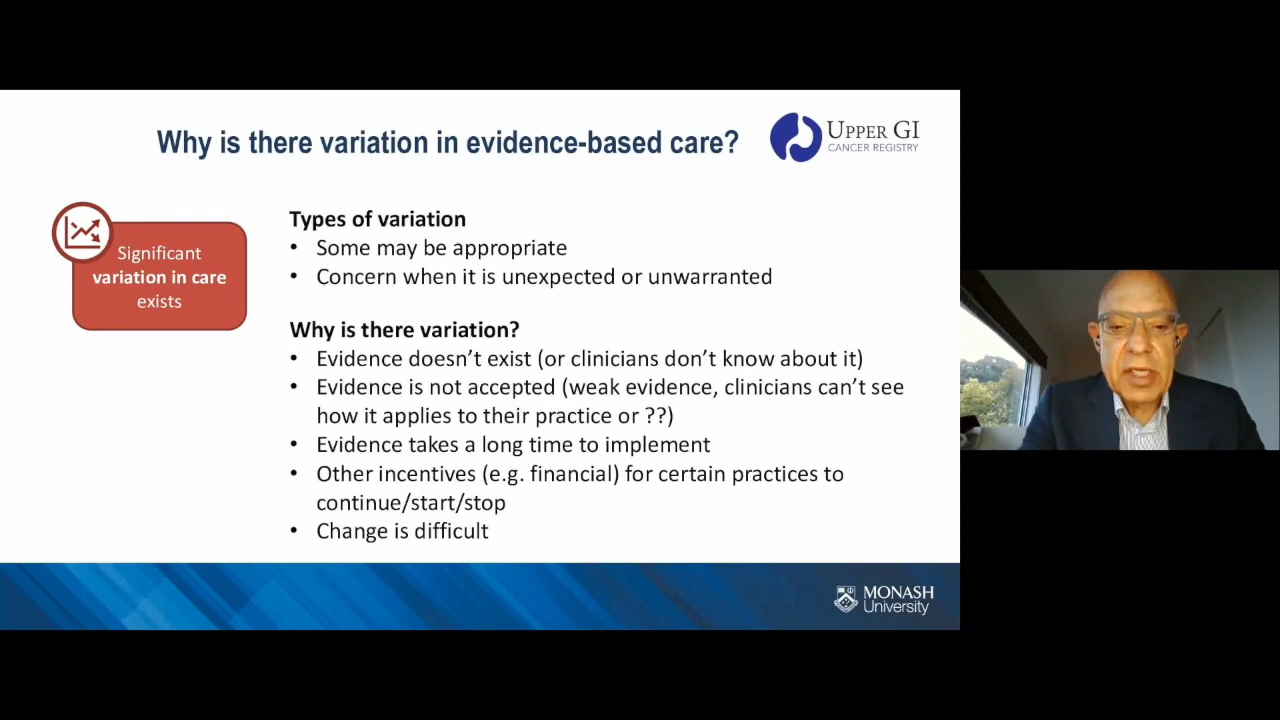 Why is there variation in evidence-based care?
UPPER GI
CANCER REGISTRY
Significant
variation in care
exists
Types of variation
• Some may be appropriate
• Concern when it is unexpected or unwarranted
Why is there variation?
• Evidence doesn't exist (or clinicians don't know about it)
• Evidence is not accepted (weak evidence, clinicians can't see
how it applies to their practice or ??)
• Evidence takes a long time to implement
• Other incentives (e.g. financial) for certain practices to
continue/start/stop
• Change is difficult
MONASH
University